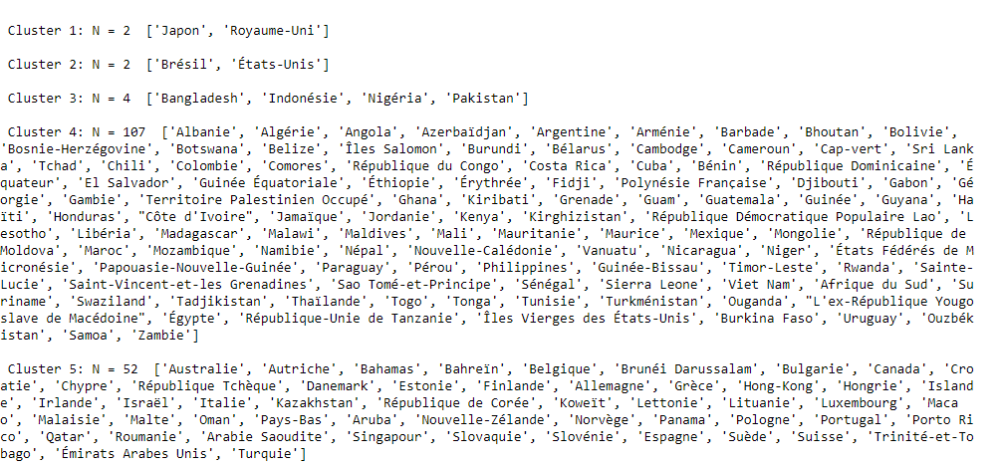 Cluster 1: N = 2  ['Japon', 'Royaume-Uni']
Cluster 2: N = 2  ['Brésil', 'États-Unis']
Cluster 3: N = 4  ['Bangladesh', 'Indonésie', 'Nigéria', 'Pakistan']
Cluster 4: N = 107  ['Albanie', 'Algérie', 'Angola', 'Azerbaïdjan', 'Argentine', 'Arménie', 'Barbade', 'Bhoutan', 'Bolivie',
'Bosnie-Herzégovine', 'Botswana', 'Belize', 'Îles Salomon', 'Burundi', 'Bélarus', 'Cambodge', 'Cameroun', 'Cap-vert', 'Sri Lank
a', 'Tchad', 'Chili', 'Colombie', 'Comores', 'République du Congo', 'Costa Rica', 'Cuba', 'Bénin', 'République Dominicaine', 'É
quateur', 'El Salvador', 'Guinée Équatoriale', 'Éthiopie', 'Érythrée', 'Fidji', 'Polynésie Française', 'Djibouti', 'Gabon', 'Gé
orgie', 'Gambie', 'Territoire Palestinien Occupé', 'Ghana', 'Kiribati', 'Grenade', 'Guam', 'Guatemala', 'Guinée', 'Guyana', 'Ha
ïti', 'Honduras', "Côte d'Ivoire", 'Jamaïque', 'Jordanie', 'Kenya', 'Kirghizistan', 'République Démocratique Populaire Lao', 'L
esotho', 'Libéria', 'Madagascar', 'Malawi', 'Maldives', 'Mali', 'Mauritanie', 'Maurice', 'Mexique', 'Mongolie', 'République de
Moldova', 'Maroc', 'Mozambique', 'Namibie', 'Népal', 'Nouvelle-Calédonie', 'Vanuatu', 'Nicaragua', 'Niger', 'États Fédérés de M
icronésie', 'Papouasie-Nouvelle-Guinée', 'Paraguay', 'Pérou', 'Philippines', 'Guinée-Bissau', 'Timor-Leste', 'Rwanda', 'Sainte-
Lucie', 'Saint-Vincent-et-les Grenadines', 'Sao Tomé-et-Principe', 'Sénégal', 'Sierra Leone', 'Viet Nam', 'Afrique du Sud', 'Su
riname', 'Swaziland', 'Tadjikistan', 'Thaïlande', 'Togo', 'Tonga', 'Tunisie', 'Turkménistan', 'Ouganda', "L'ex-République Yougo
slave de Macédoine", 'Égypte', 'République-Unie de Tanzanie', 'Îles Vierges des États-Unis', 'Burkina Faso', 'Uruguay', 'Ouzbék
istan', 'Samoa', 'Zambie']
Cluster 5: N = 52  ['Australie', 'Autriche', 'Bahamas', 'Bahreïn', 'Belgique', 'Brunéi Darussalam', 'Bulgarie', 'Canada', 'Cro
atie', 'Chypre', 'République Tchèque', 'Danemark', 'Estonie', 'Finlande', 'Allemagne', 'Grèce', 'Hong-Kong', 'Hongrie', 'Island
e', 'Irlande', 'Israël', 'Italie', 'Kazakhstan', 'République de Corée', 'Koweït', 'Lettonie', 'Lituanie', 'Luxembourg', 'Maca
o', 'Malaisie', 'Malte', 'Oman', 'Pays-Bas', 'Aruba', 'Nouvelle-Zélande', 'Norvège', 'Panama', 'Pologne', 'Portugal', 'Porto Ri
co', 'Qatar', 'Roumanie', 'Arabie Saoudite', 'Singapour', 'Slovaquie', 'Slovénie', 'Espagne', 'Suède', 'Suisse', 'Trinité-et-To
bago', 'Émirats Arabes Unis', 'Turquie']